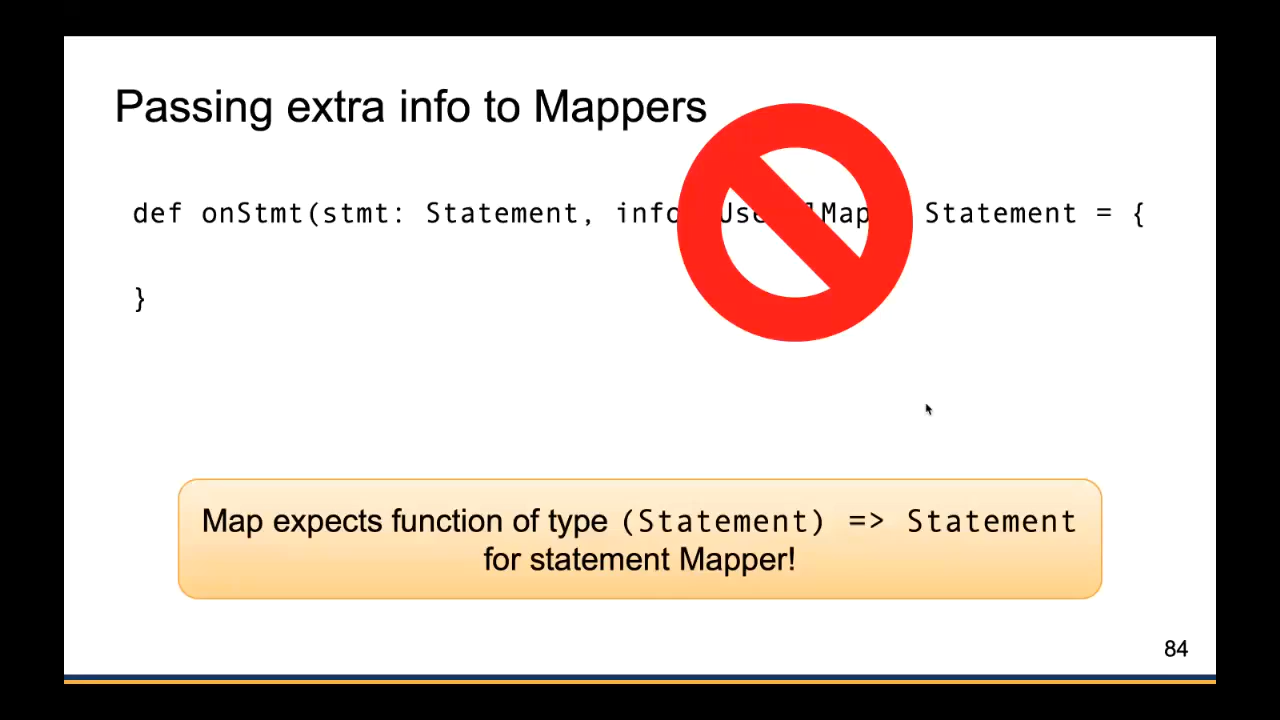 Passing extra info to Mappers
def onStmt(stmt: Statement, info Map Statement = {
}
Map expects function of type (Statement) => Statement
for statement Mapper!
84